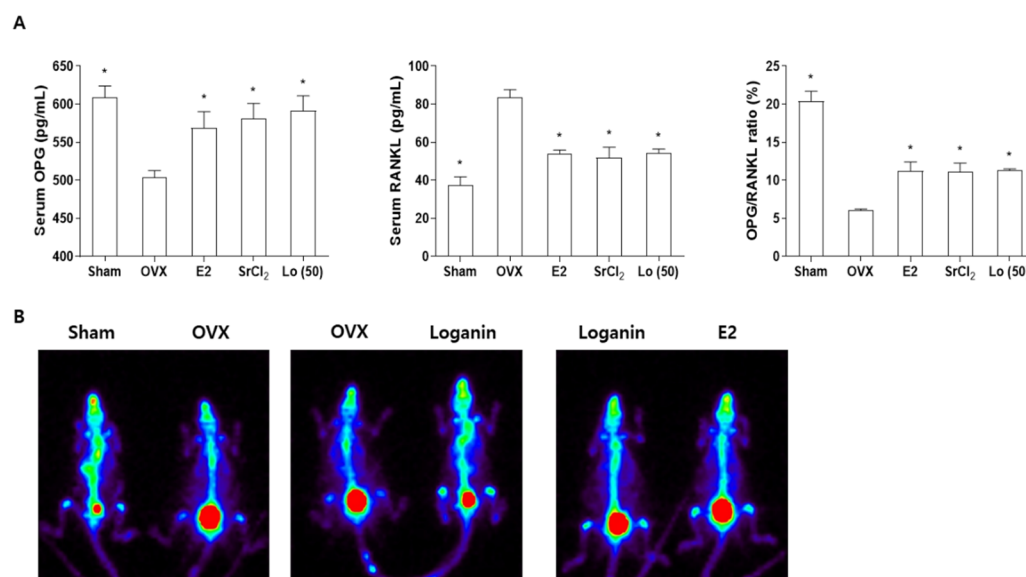 A
Serum OPG (pg/mL)
650
600
550
500
450
400
*
*
*
*
Sham OVX E2 SrCl₂ Lo (50)
Serum RANKL (pg/mL)
100
80
60
40
20
0
*
*
*
*
Sham OVX E2 SrCl₂ Lo (50)
OPG/RANKL ratio (%)
25
20
15
10
5
0
*
*
*
*
Sham OVX E2 SrCl₂ Lo (50
B
Sham OVX
OVX Loganin
Loganin E2